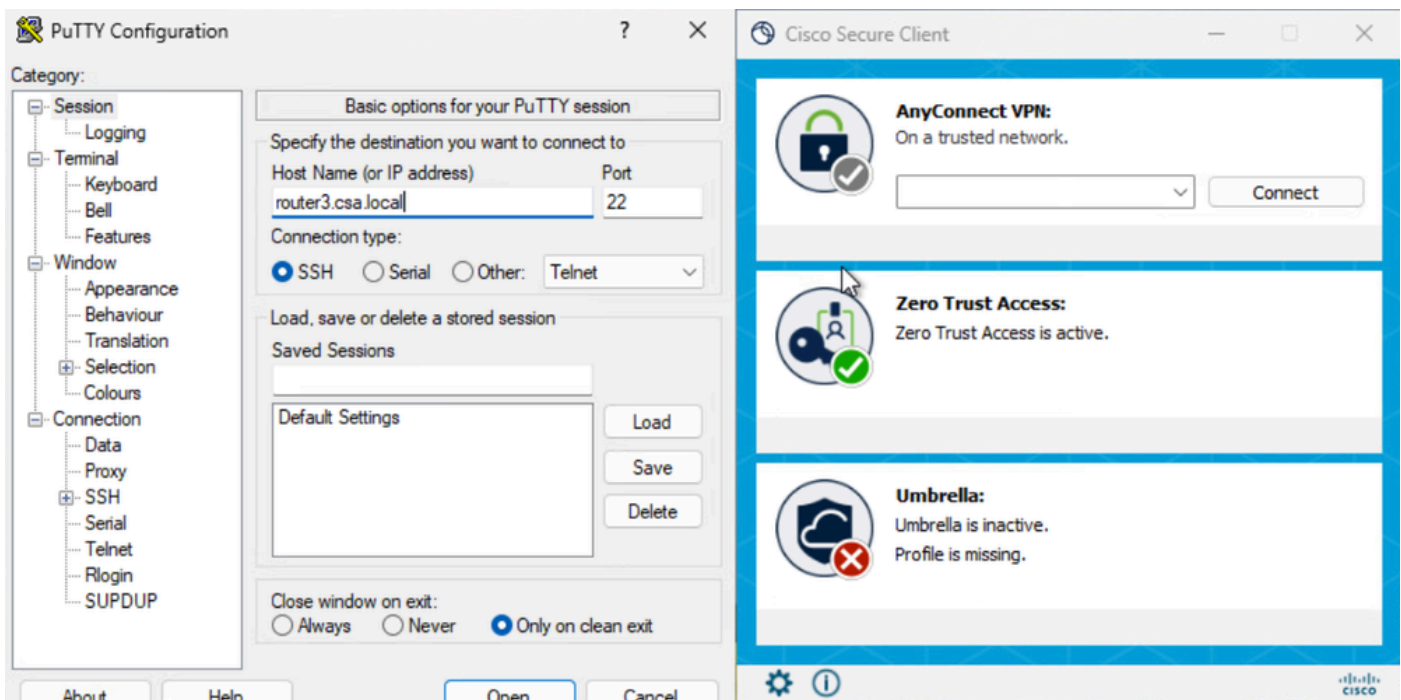 PuTTY Configuration
?
Category:
Session
Logging
Terminal
Keyboard
Bell
Features
Window
Appearance
Behaviour
Translation
Selection
Colours
Connection
Data
Proxy
SSH
Serial
Telnet
Rlogin
SUPDUP
Basic options for your PuTTY session
Specify the destination you want to connect to
Host Name (or IP address) Port
router3.csa.local 22
Connection type:
SSH Serial Other: Telnet
Load, save or delete a stored session
Saved Sessions
Default Settings
Load
Save
Delete
Close window on exit:
Always Never Only on clean exit
About Help Open Cancel
Cisco Secure Client
AnyConnect VPN:
On a trusted network.
Connect
Zero Trust Access:
Zero Trust Access is active.
Umbrella:
Umbrella is inactive.
Profile is missing.
CISCO